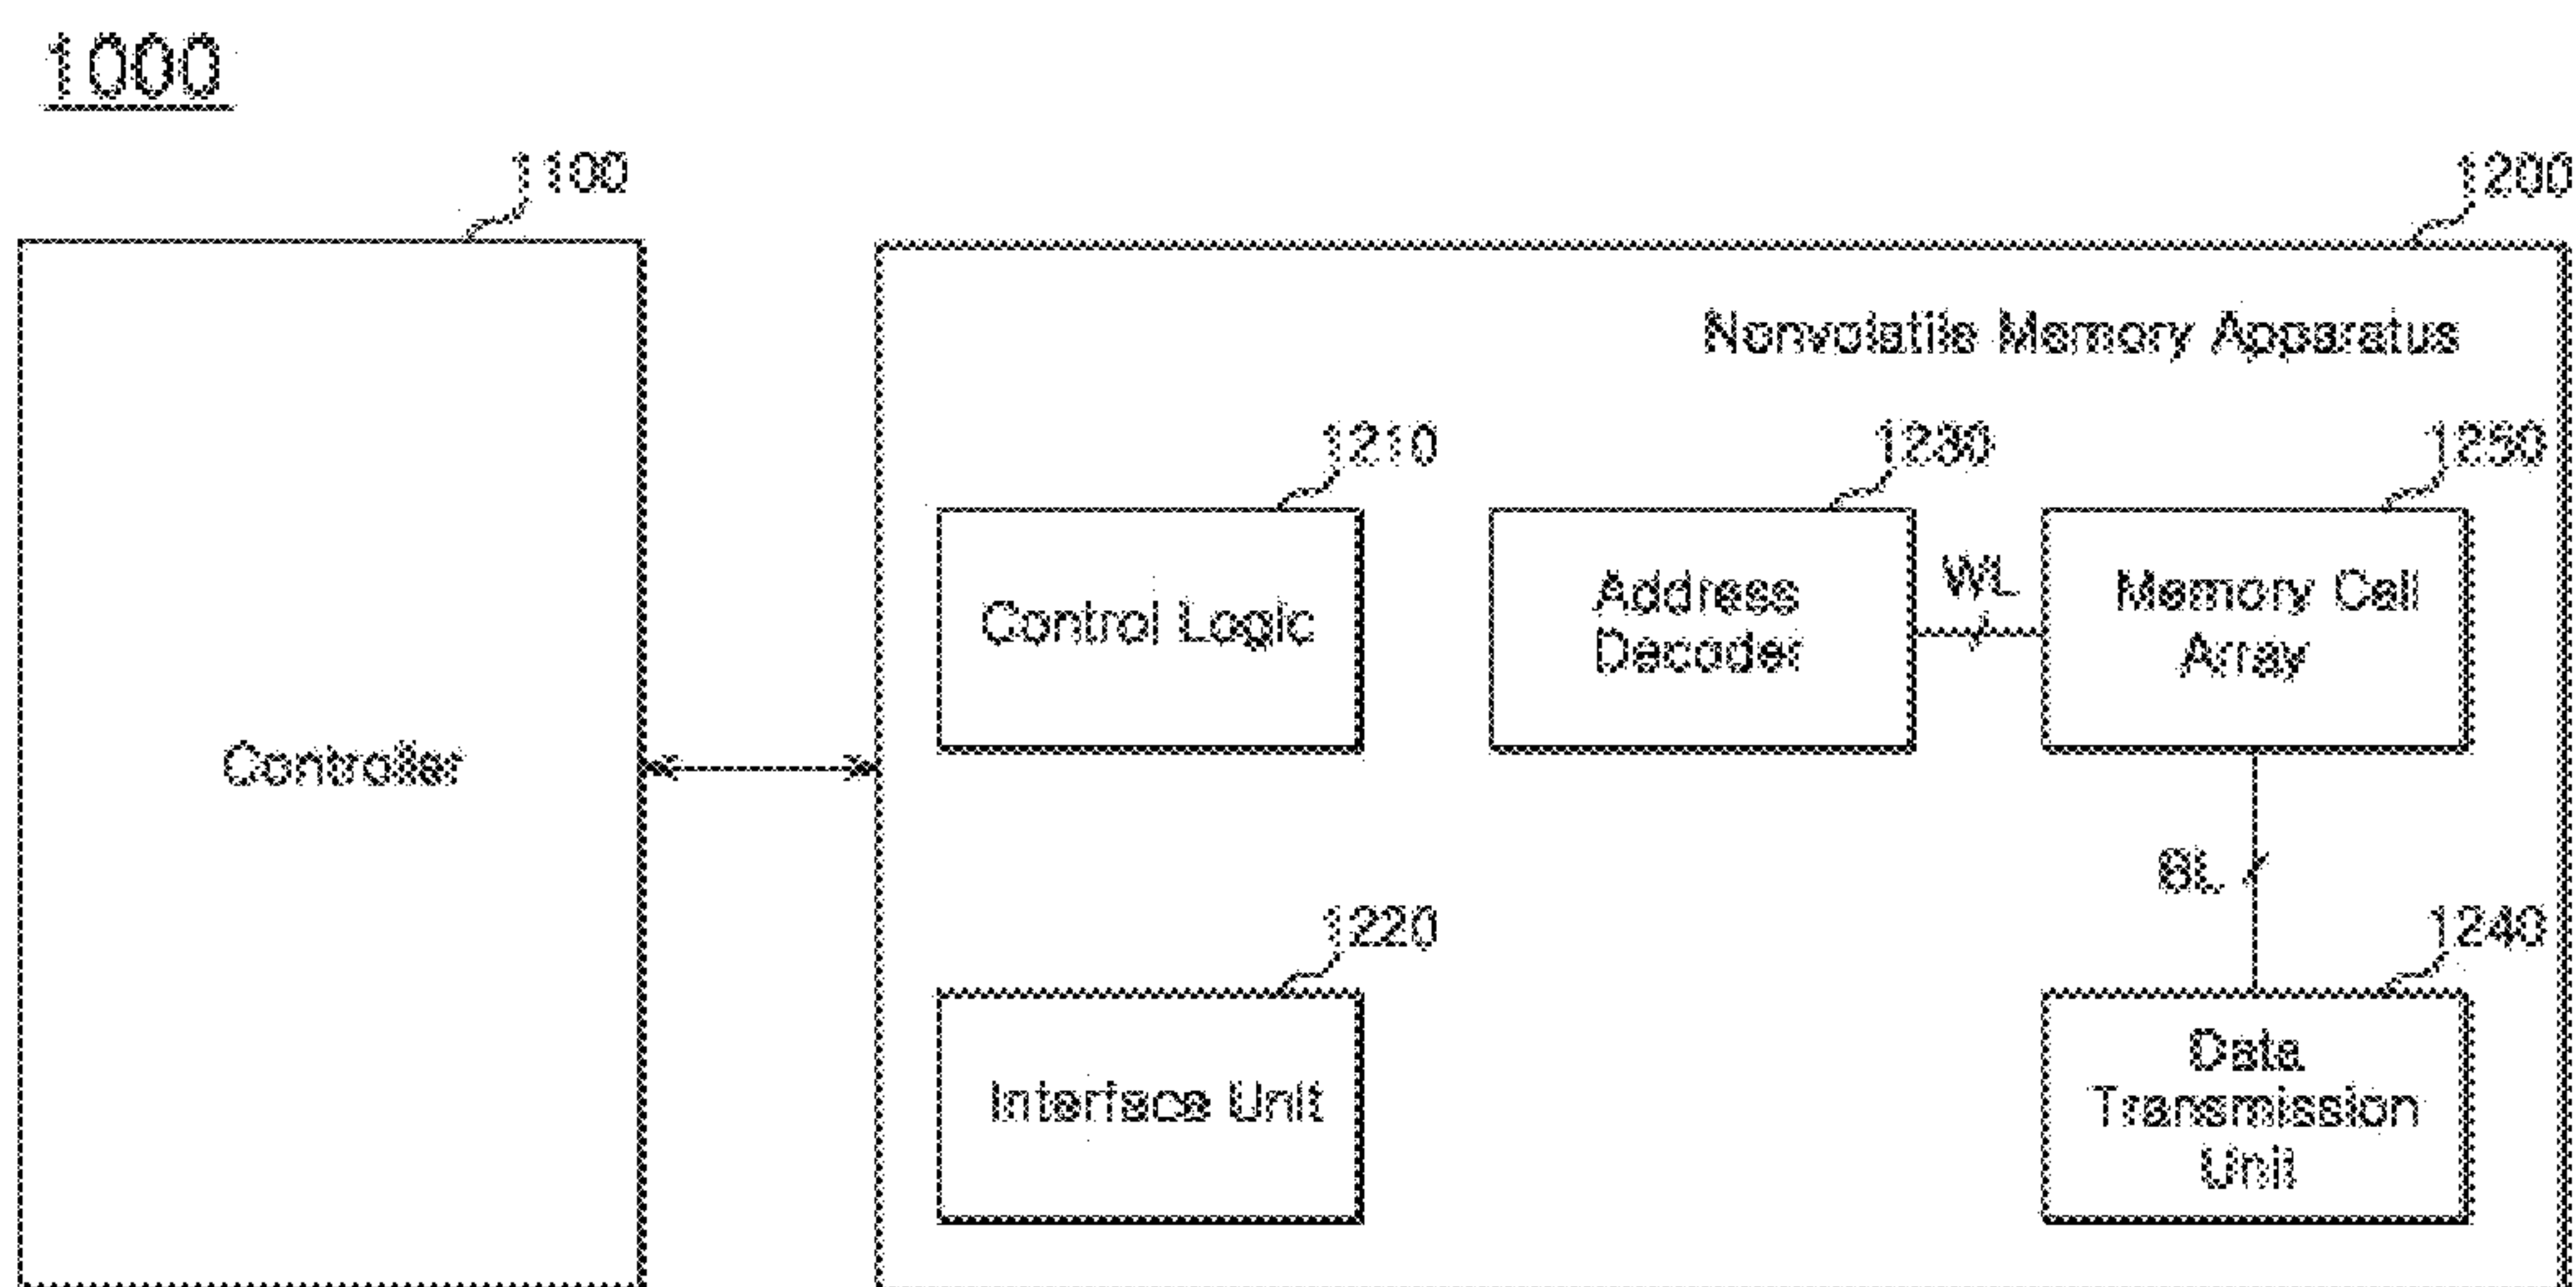 1000
1100
1200
Nonvolatile Memory Apparatus
1210
1230
1250
Control Logic
Address
Decoder
WL
Memory Cell
Array
Controller
BL
1220
1240
Interface Unit
Data
Transmission
Unit